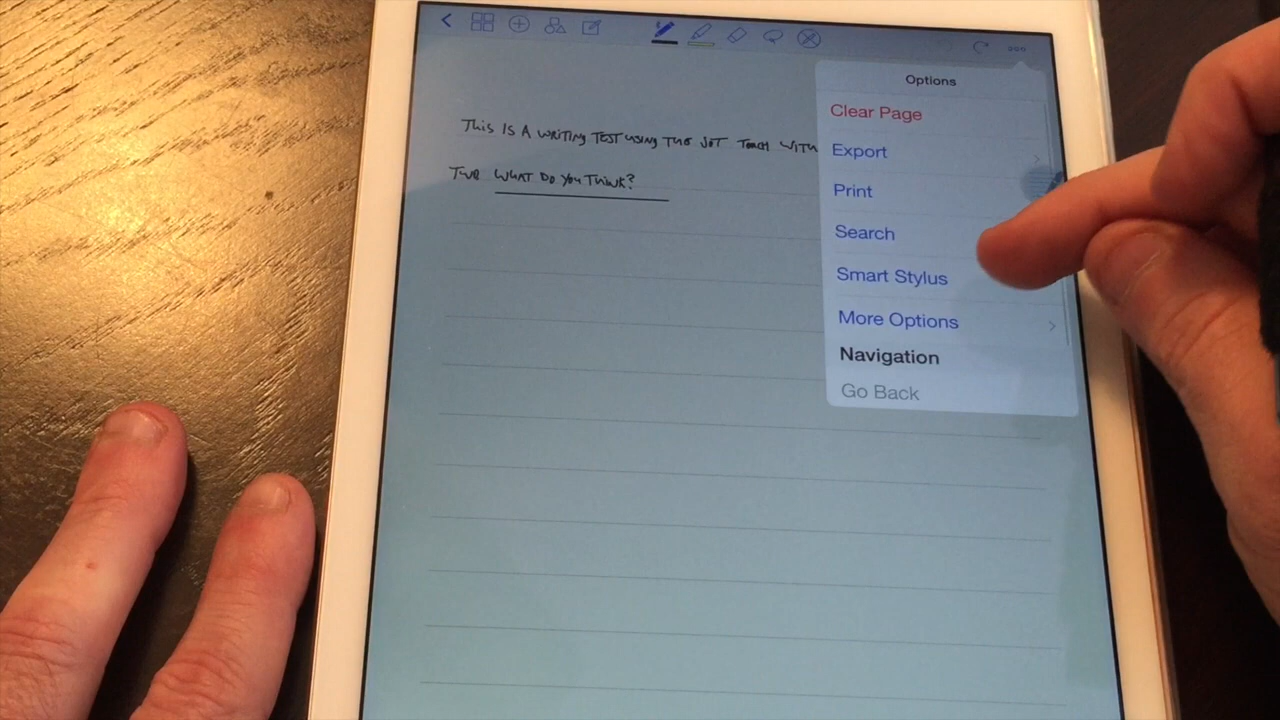 Options
Clear Page
Export
Print
Search
Smart Stylus
More Options
Navigation
Go Back
THIS IS A WRITING TEST USING THE JOT TOUCH WITH
WHAT DO YOU THINK?